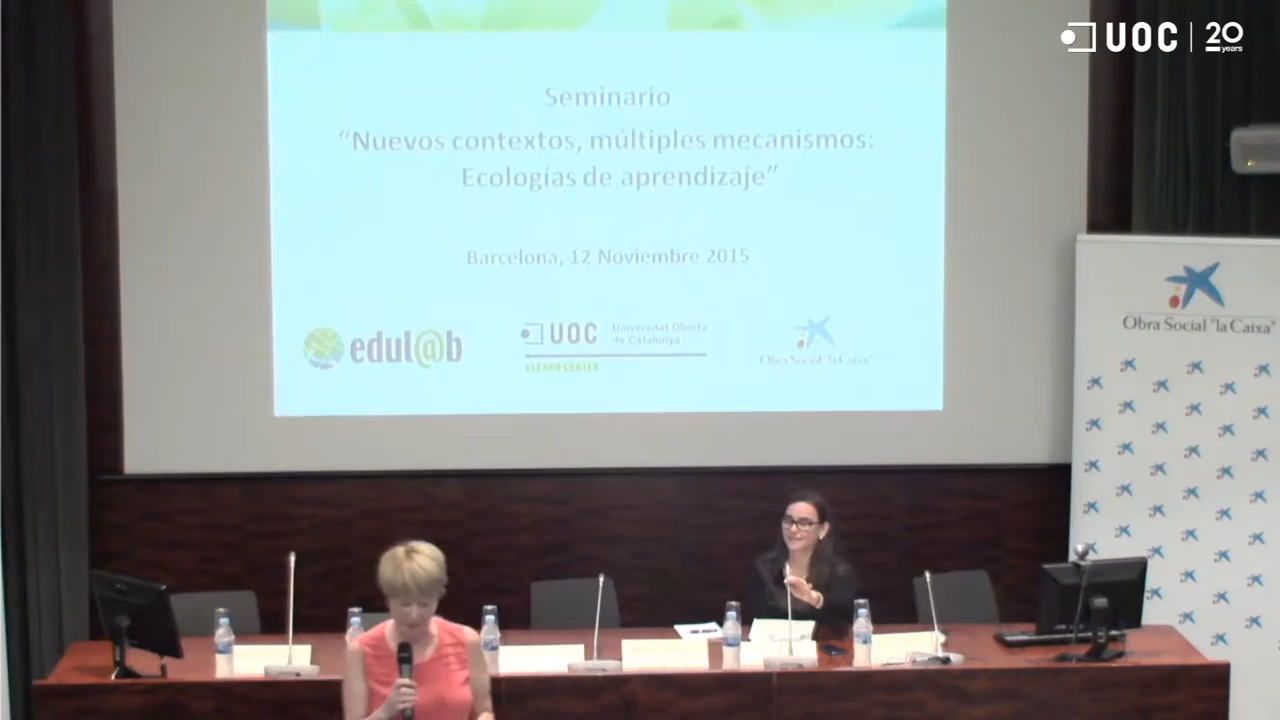 UOC | 20
years
Seminario
“Nuevos contextos, múltiples mecanismos:
Ecologías de aprendizaje”
Barcelona, 12 Noviembre 2015
edul@b
UOC Universitat Oberta
de Catalunya
eLEARN CENTER
Obra Social "la Caixa"
Obra Social "la Caixa"